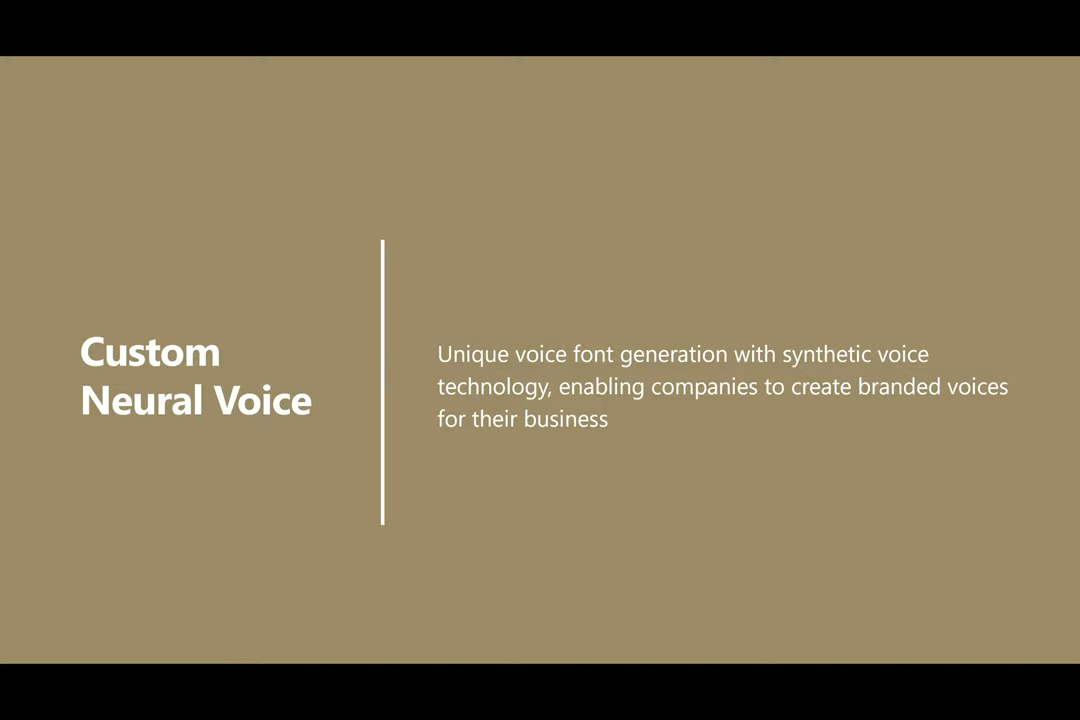 Custom
Neural Voice
Unique voice font generation with synthetic voice
technology, enabling companies to create branded voices
for their business